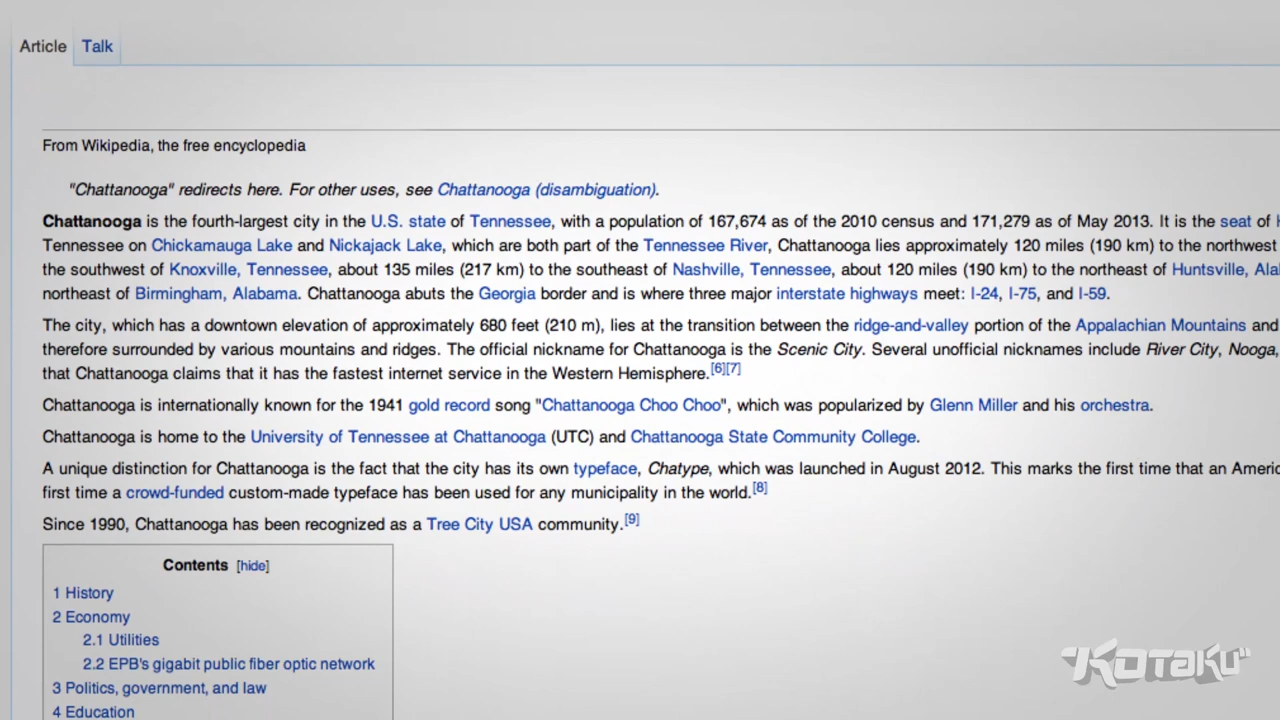 Article Talk
From Wikipedia, the free encyclopedia
"Chattanooga" redirects here. For other uses, see Chattanooga (disambiguation).
Chattanooga is the fourth-largest city in the U.S. state of Tennessee, with a population of 167,674 as of the 2010 census and 171,279 as of May 2013. It is the seat of
Tennessee on Chickamauga Lake and Nickajack Lake, which are both part of the Tennessee River, Chattanooga lies approximately 120 miles (190 km) to the northwest
the southwest of Knoxville, Tennessee, about 135 miles (217 km) to the southeast of Nashville, Tennessee, about 120 miles (190 km) to the northeast of Huntsville,
northeast of Birmingham, Alabama. Chattanooga abuts the Georgia border and is where three major interstate highways meet: I-24, I-75, and I-59.
The city, which has a downtown elevation of approximately 680 feet (210 m), lies at the transition between the ridge-and-valley portion of the Appalachian Mountains and
therefore surrounded by various mountains and ridges. The official nickname for Chattanooga is the Scenic City. Several unofficial nicknames include River City, Nooga,
that Chattanooga claims that it has the fastest internet service in the Western Hemisphere.[6][7]
Chattanooga is internationally known for the 1941 gold record song "Chattanooga Choo Choo", which was popularized by Glenn Miller and his orchestra.
Chattanooga is home to the University of Tennessee at Chattanooga (UTC) and Chattanooga State Community College.
A unique distinction for Chattanooga is the fact that the city has its own typeface, Chatype, which was launched in August 2012. This marks the first time that an
first time a crowd-funded custom-made typeface has been used for any municipality in the world.[8]
Since 1990, Chattanooga has been recognized as a Tree City USA community.[9]
Contents [hide]
1 History
2 Economy
2.1 Utilities
2.2 EPB's gigabit public fiber optic network
3 Politics, government, and law
4 Education
KOTAKU